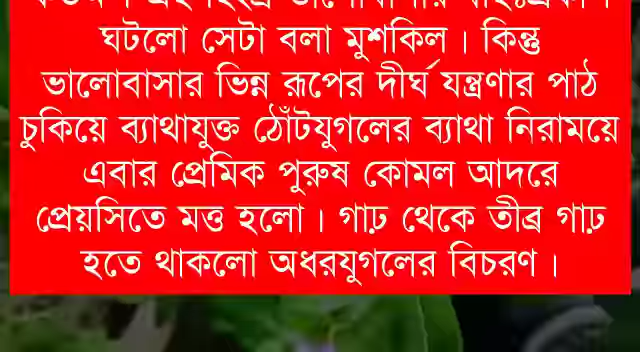 ঘটলো সেটা বলা মুশকিল। কিন্তু
ভালোবাসার ভিন্ন রূপের দীর্ঘ যন্ত্রণার পাঠ
চুকিয়ে ব্যাথাযুক্ত ঠোঁটযুগলের ব্যাথা নিরাময়ে
এবার প্রেমিক পুরুষ কোমল আদরে
প্রেয়সিতে মত্ত হলো। গাঢ় থেকে তীব্র গাঢ়
হতে থাকলো অধরযুগলের বিচরণ।